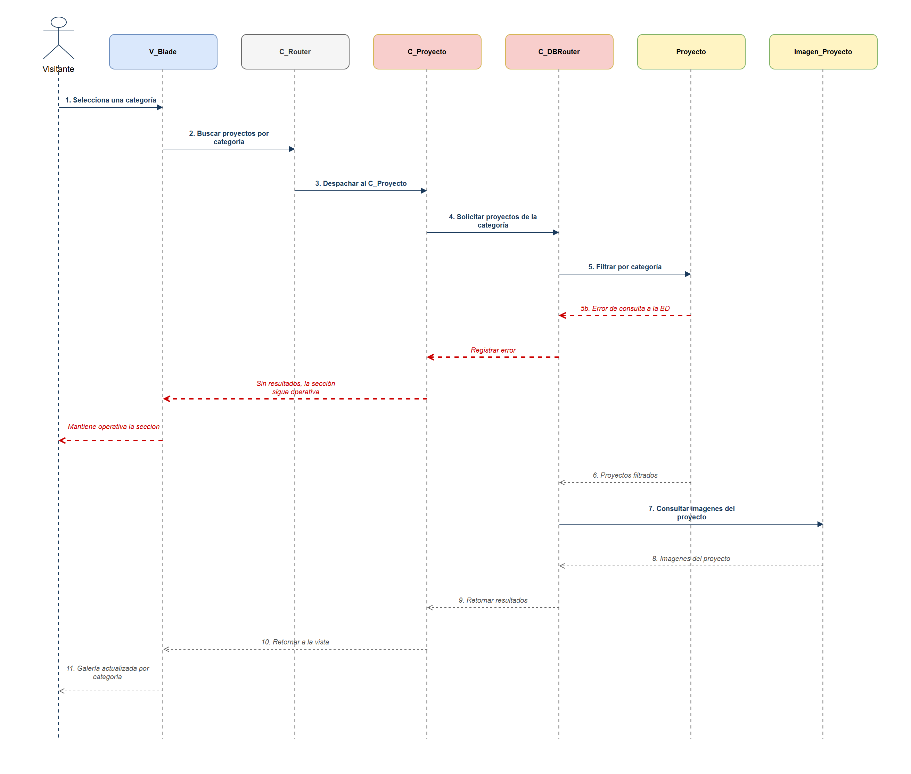 Visitante
V_Blade
C_Router
C_Proyecto
C_DBRouter
Proyecto
Imagen_Proyecto
1. Selecciona una categoría
2. Buscar proyectos por
categoría
3. Despachar al C_Proyecto
4. Solicitar proyectos de la
categoría
5. Filtrar por categoría
5b. Error de consulta a la BD
Registrar error
Sin resultados, la sección
sigue operativa
Mantiene operativa la sección
6. Proyectos filtrados
7. Consultar imagenes del
proyecto
8. Imagenes del proyecto
9. Retornar resultados
10. Retornar a la vista
11. Galería actualizada por
categoría